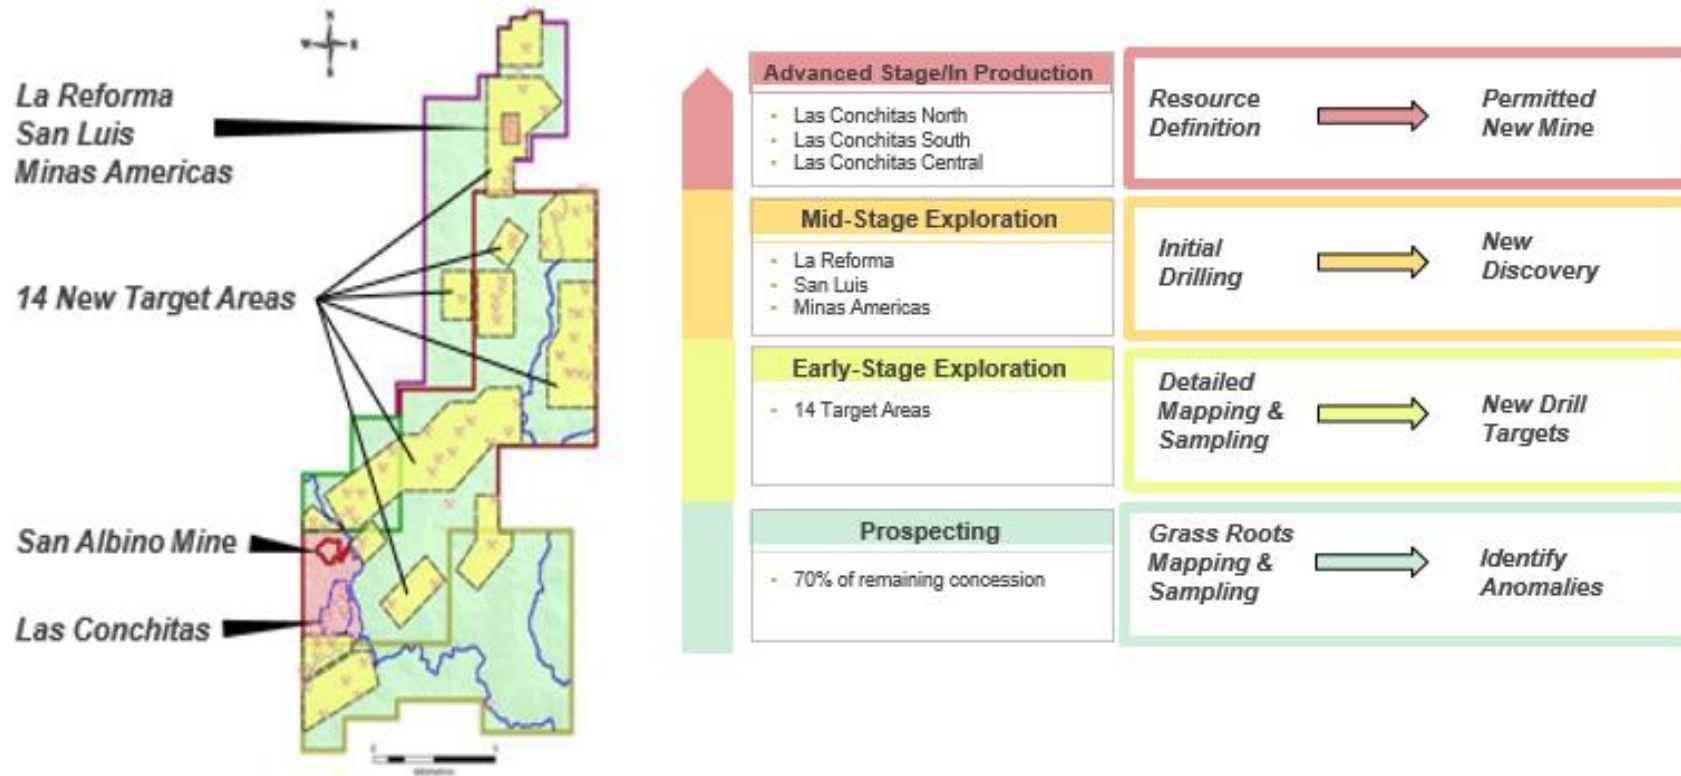 N
W E
S
La Reforma
San Luis
Minas Americas
14 New Target Areas
San Albino Mine
Las Conchitas
Advanced Stage/In Production
Las Conchitas North
Las Conchitas South
Las Conchitas Central
Resource
Definition
Permitted
New Mine
Mid-Stage Exploration
La Reforma
San Luis
Minas Americas
Initial
Drilling
New
Discovery
Early-Stage Exploration
14 Target Areas
Detailed
Mapping &
Sampling
New Drill
Targets
Prospecting
70% of remaining concession
Grass Roots
Mapping &
Sampling
Identify
Anomalies